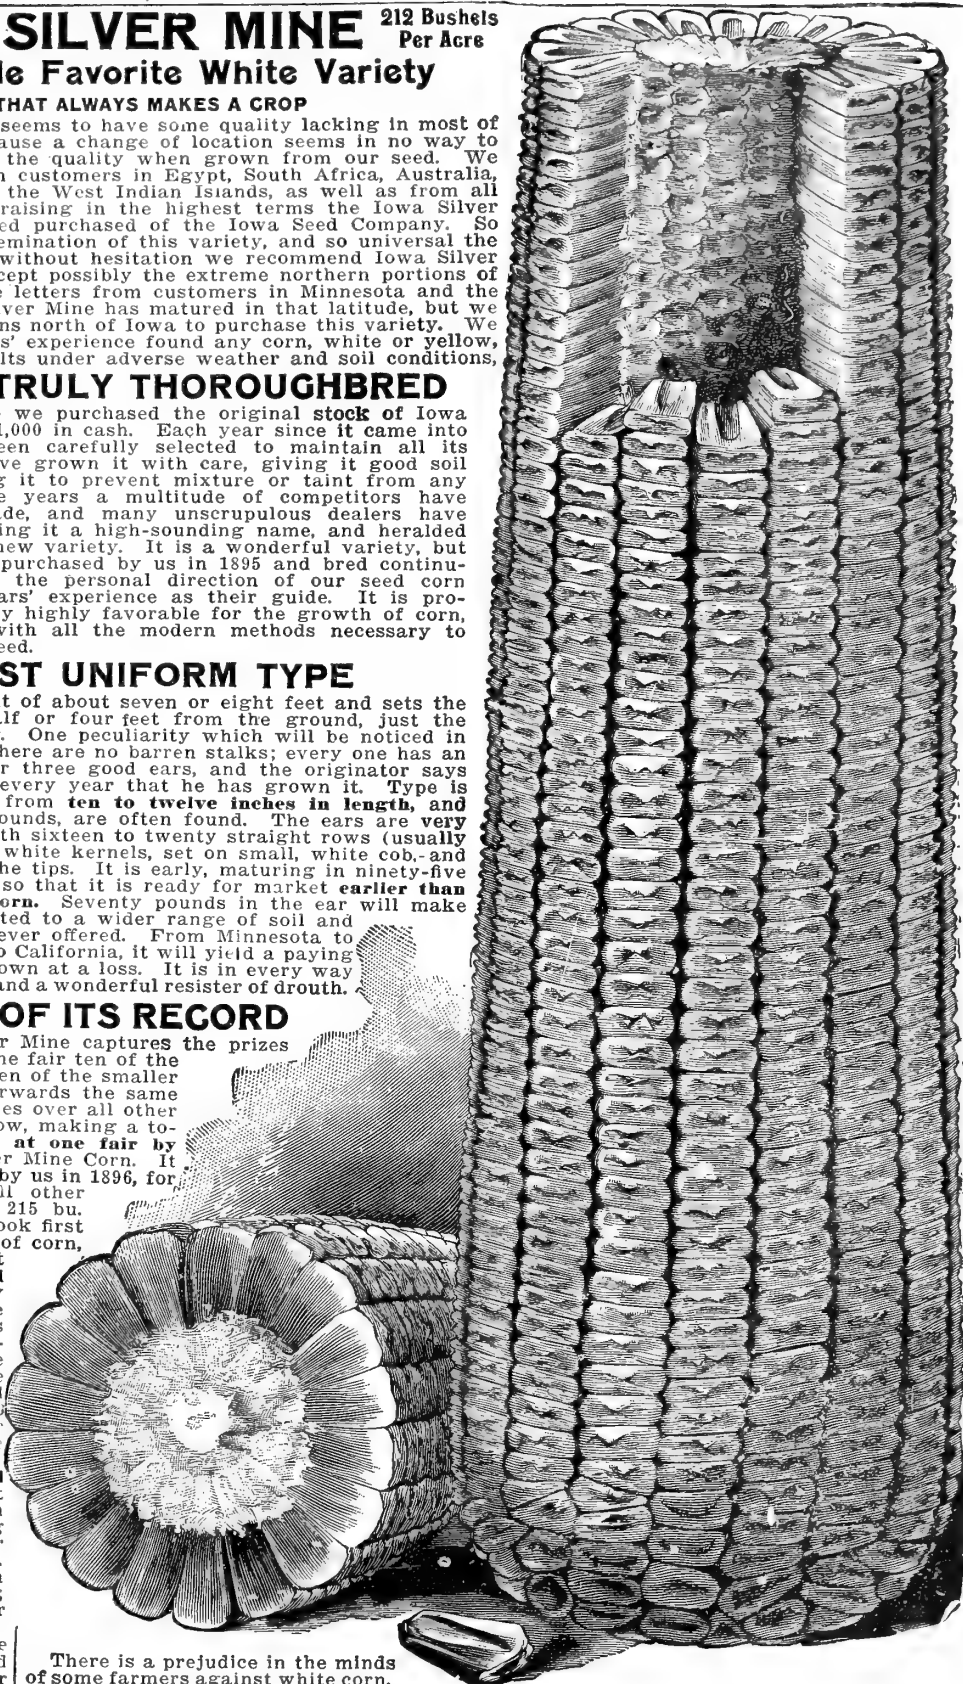 SILVER MINE 212 Bushels
Per Acre
le Favorite White Variety
THAT ALWAYS MAKES A CROP
seems to have some quality lacking in most of
ause a change of location seems in no way to
the quality when grown from our seed. We
n customers in Egypt, South Africa, Australia,
the West Indian Islands, as well as from all
raising in the highest terms the Iowa Silver
ed purchased of the Iowa Seed Company. So
emination of this variety, and so universal the
without hesitation we recommend Iowa Silver
cept possibly the extreme northern portions of
e letters from customers in Minnesota and the
ver Mine has matured in that latitude, but we
ns north of Iowa to purchase this variety. We
s' experience found any corn, white or yellow,
lts under adverse weather and soil conditions,
TRULY THOROUGHBRED
we purchased the original stock of Iowa
1,000 in cash. Each year since it came into
een carefully selected to maintain all its
ve grown it with care, giving it good soil
g it to prevent mixture or taint from any
e years a multitude of competitors have
de, and many unscrupulous dealers have
ing it a high-sounding name, and heralded
new variety. It is a wonderful variety, but
purchased by us in 1895 and bred continu-
the personal direction of our seed corn
ars' experience as their guide. It is pro-
y highly favorable for the growth of corn,
with all the modern methods necessary to
eed.
ST UNIFORM TYPE
t of about seven or eight feet and sets the
lf or four feet from the ground, just the
. One peculiarity which will be noticed in
here are no barren stalks; every one has an
r three good ears, and the originator says
every year that he has grown it. Type is
from ten to twelve inches in length, and
ounds, are often found. The ears are very
th sixteen to twenty straight rows (usually
white kernels, set on small, white cob, and
he tips. It is early, maturing in ninety-five
so that it is ready for market earlier than
orn. Seventy pounds in the ear will make
ted to a wider range of soil and
ever offered. From Minnesota to
o California, it will yield a paying
own at a loss. It is in every way
and a wonderful resister of drouth.
OF ITS RECORD
r Mine captures the prizes
ne fair ten of the
en of the smaller
rwards the same
es over all other
ow, making a to-
at one fair by
r Mine Corn. It
by us in 1896, for
ll other
215 bu.
ook first
of corn,
There is a prejudice in the minds
of some farmers against white corn.